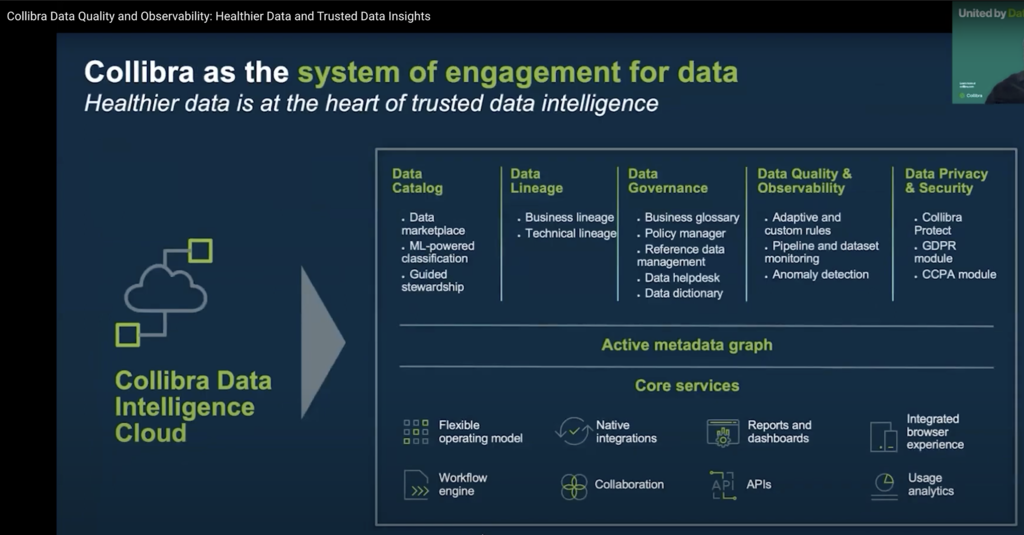 Collibra Data Quality and Observability: Healthier Data and Trusted Data Insights
United by Da
Collibra
Collibra as the system of engagement for data
Healthier data is at the heart of trusted data intelligence
Collibra Data
Intelligence
Cloud
Data
Catalog
. Data
marketplace
. ML-powered
classification
. Guided
stewardship
Data
Lineage
. Business lineage
. Technical lineage
Data
Governance
. Business glossary
. Policy manager
. Reference data
management
. Data helpdesk
. Data dictionary
Data Quality &
Observability
. Adaptive and
custom rules
. Pipeline and dataset
monitoring
. Anomaly detection
Data Privacy
& Security
. Collibra
Protect
. GDPR
module
. CCPA module
Active metadata graph
Core services
Flexible
operating model
Native
integrations
Reports and
dashboards
Integrated
browser
experience
Workflow
engine
Collaboration
API
APIs
Usage
analytics